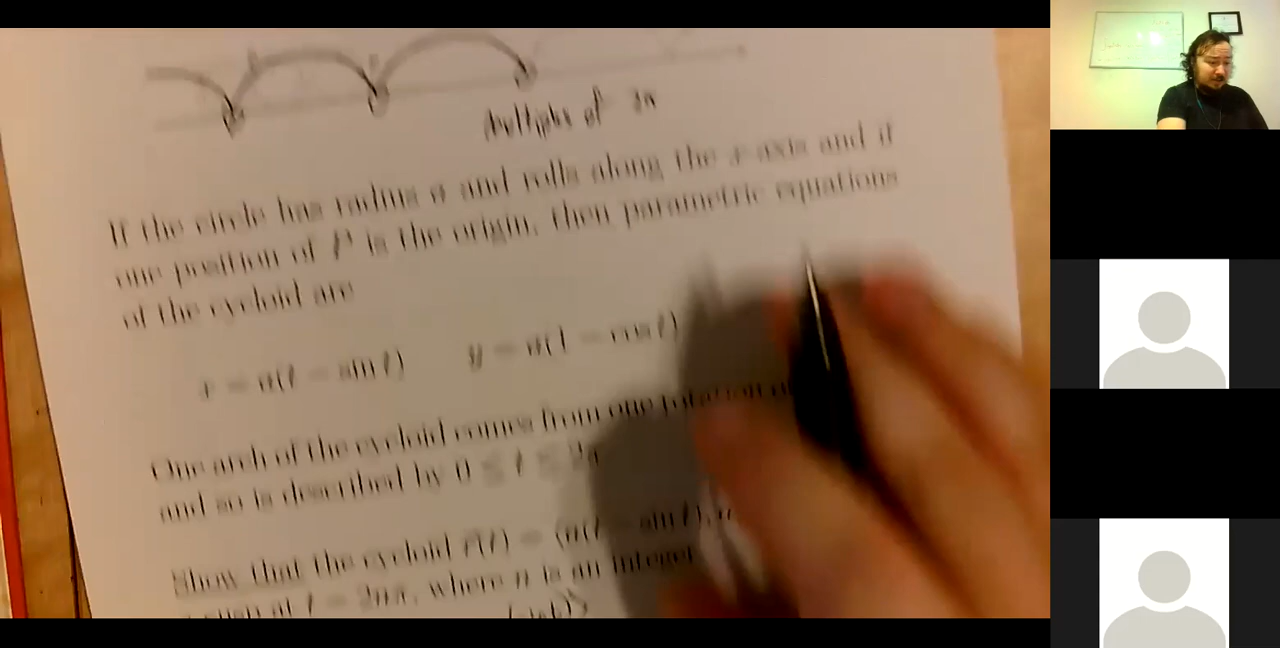 multiples of 2π
If the circle has radius a and rolls along the x-axis and if
one position of P is the origin, then parametric equations
of the cycloid are
x = a(t − sin t) y = a(1 − cos t)
One arch of the cycloid comes from one rotation
and so is described by 0 ≤ t ≤ 2π
Show that the cycloid r⃗(t) = ⟨a(t − sin t),
at t = 2nπ, where n is an integer